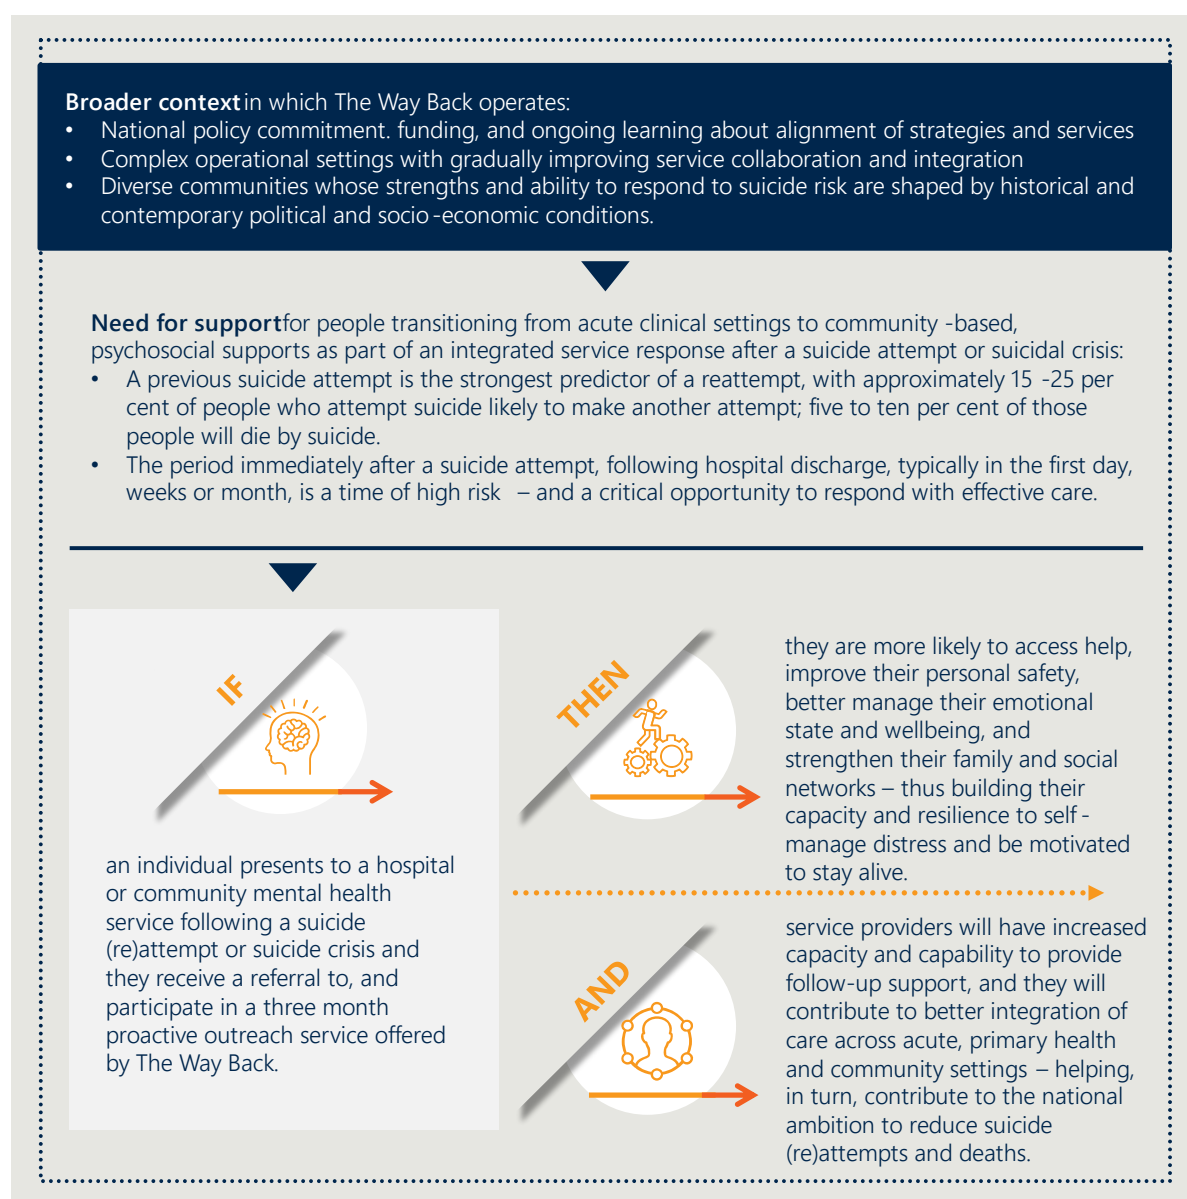 Broader context in which The Way Back operates:
• National policy commitment. funding, and ongoing learning about alignment of strategies and services
• Complex operational settings with gradually improving service collaboration and integration
• Diverse communities whose strengths and ability to respond to suicide risk are shaped by historical and
contemporary political and socio-economic conditions.
Need for support for people transitioning from acute clinical settings to community -based,
psychosocial supports as part of an integrated service response after a suicide attempt or suicidal crisis:
• A previous suicide attempt is the strongest predictor of a reattempt, with approximately 15 -25 per
cent of people who attempt suicide likely to make another attempt; five to ten per cent of those
people will die by suicide.
• The period immediately after a suicide attempt, following hospital discharge, typically in the first day,
weeks or month, is a time of high risk – and a critical opportunity to respond with effective care.
IF
an individual presents to a hospital
or community mental health
service following a suicide
(re)attempt or suicide crisis and
they receive a referral to, and
participate in a three month
proactive outreach service offered
by The Way Back.
THEN
they are more likely to access help,
improve their personal safety,
better manage their emotional
state and wellbeing, and
strengthen their family and social
networks – thus building their
capacity and resilience to self -
manage distress and be motivated
to stay alive.
AND
service providers will have increased
capacity and capability to provide
follow-up support, and they will
contribute to better integration of
care across acute, primary health
and community settings – helping,
in turn, contribute to the national
ambition to reduce suicide
(re)attempts and deaths.